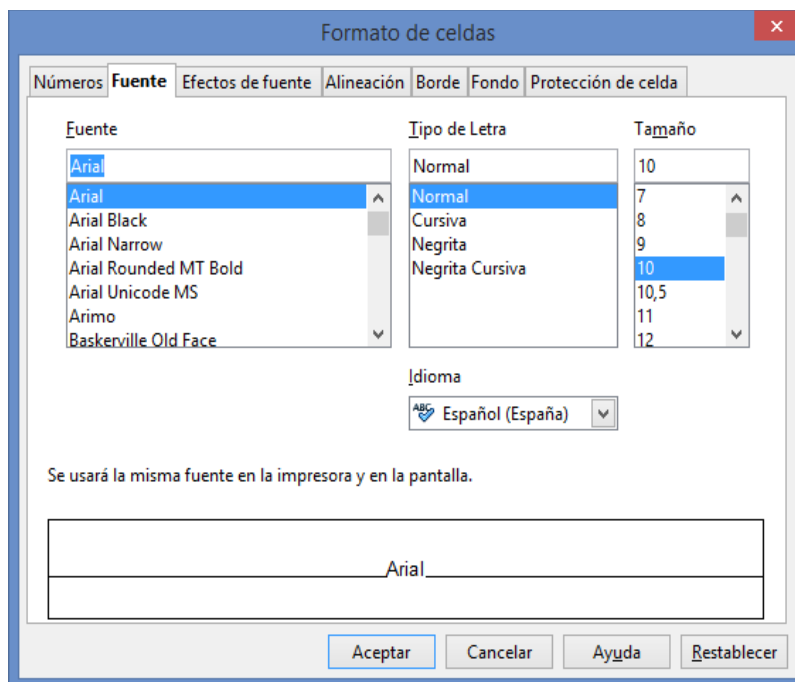 Formato de celdas
Números Fuente Efectos de fuente Alineación Borde Fondo Protección de celda
Fuente Tipo de Letra Tamaño
Arial Normal 10
Arial Normal 7
Arial Black Cursiva 8
Arial Narrow Negrita 9
Arial Rounded MT Bold Negrita Cursiva 10
Arial Unicode MS 10,5
Arimo 11
Baskerville Old Face 12
Idioma
ABC Español (España)
Se usará la misma fuente en la impresora y en la pantalla.
Arial
Aceptar Cancelar Ayuda Restablecer